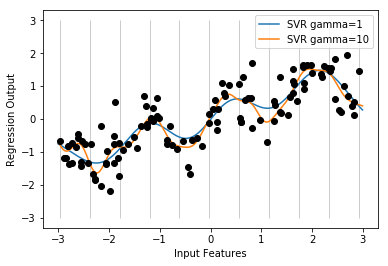 SVR gamma=1
SVR gamma=10
3
2
1
0
−1
−2
−3
Regression Output
−3 −2 −1 0 1 2 3
Input Features